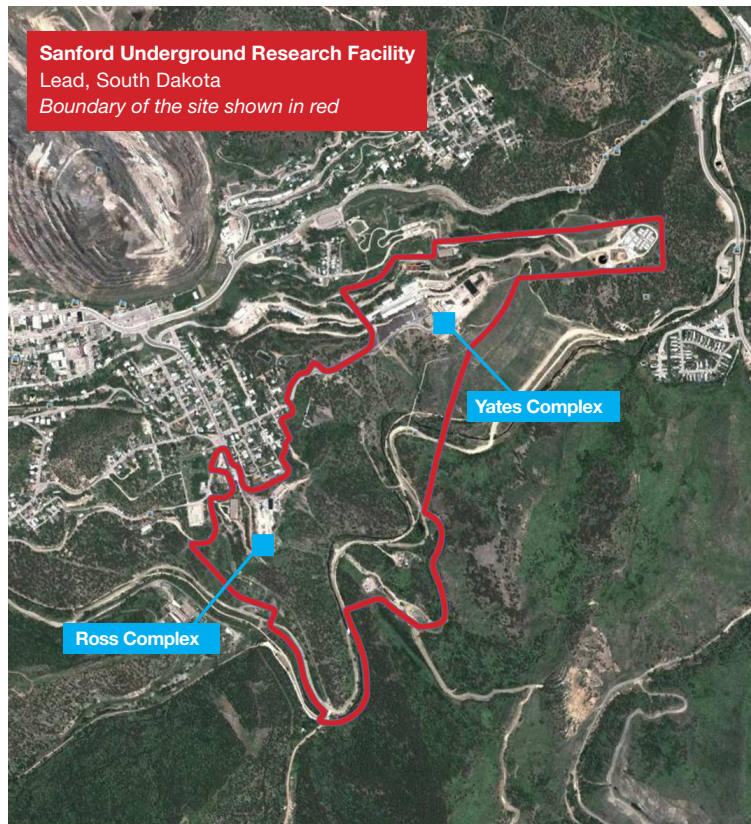 Sanford Underground Research Facility
Lead, South Dakota
Boundary of the site shown in red
Yates Complex
Ross Complex